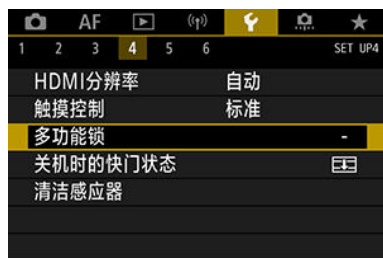 AF
1 2 3 4 5 6 SET UP4
HDMI分辨率 自动
触摸控制 标准
多功能锁 -
关机时的快门状态
清洁感应器